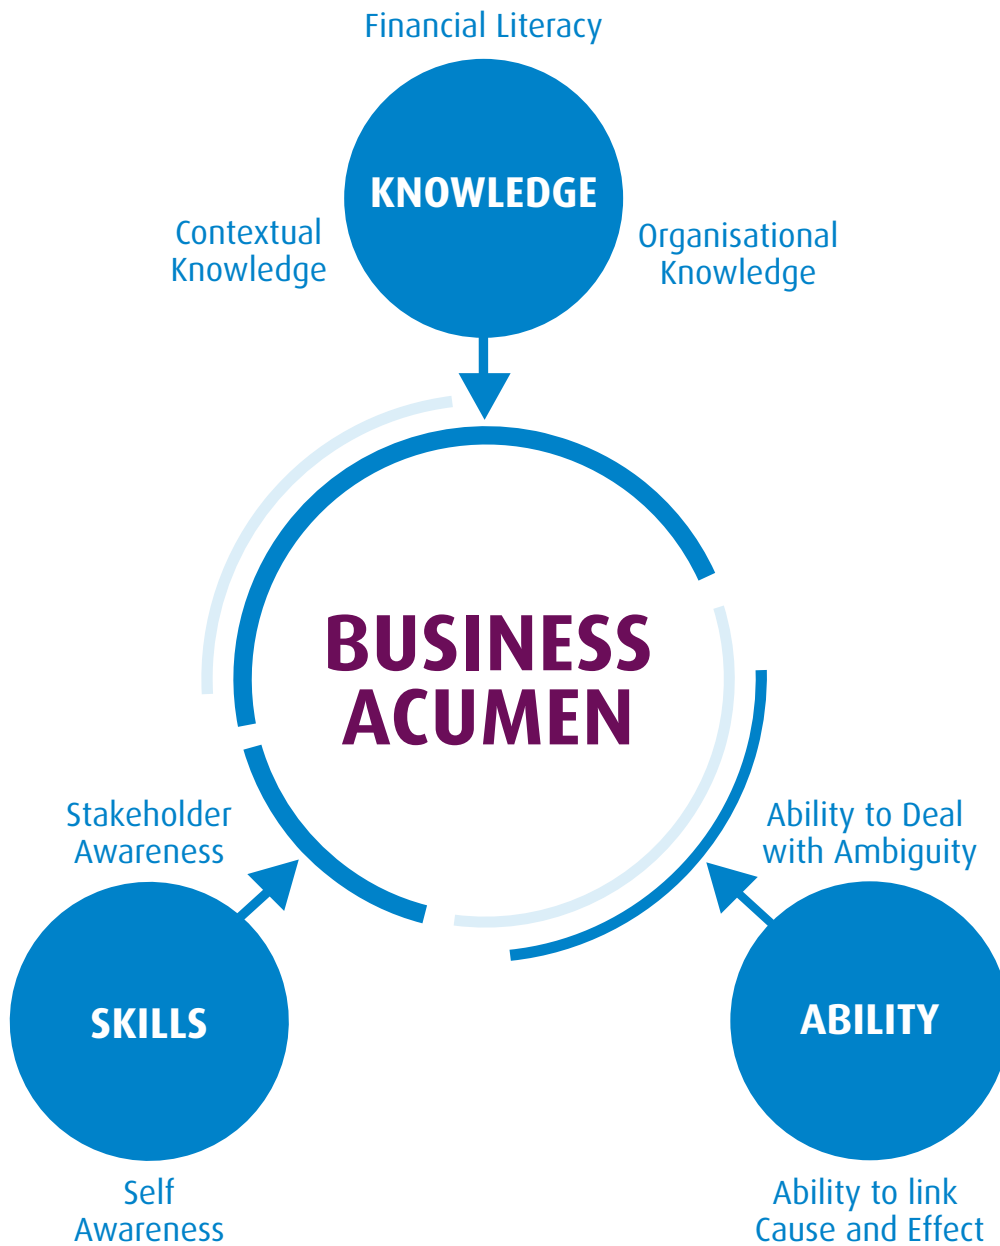 Financial Literacy
KNOWLEDGE
Contextual
Knowledge
Organisational
Knowledge
BUSINESS
ACUMEN
Stakeholder
Awareness
SKILLS
Self
Awareness
Ability to Deal
with Ambiguity
ABILITY
Ability to link
Cause and Effect